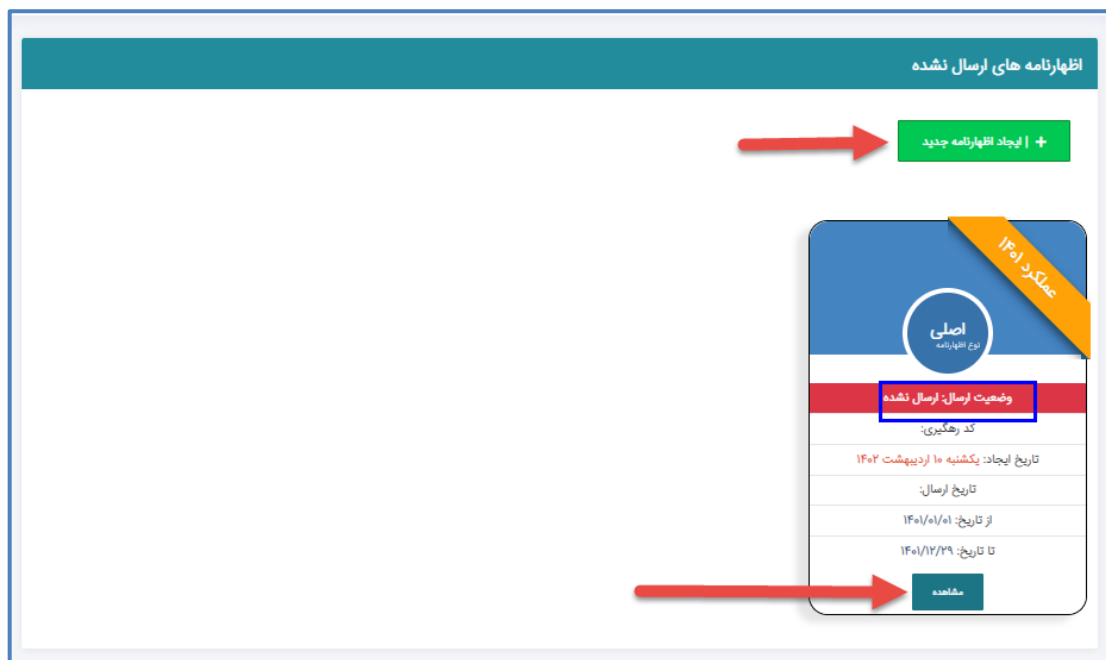 اظهارنامه های ارسال نشده
+ | ایجاد اظهارنامه جدید
عملکرد ۱۴۰۱
اصلی
نوع اظهارنامه
وضعیت ارسال: ارسال نشده
کد رهگیری:
تاریخ ایجاد: یکشنبه ۱۰ اردیبهشت ۱۴۰۲
تاریخ ارسال:
از تاریخ: ۱۴۰۱/۰۱/۰۱
تا تاریخ: ۱۴۰۱/۱۲/۲۹
مشاهده